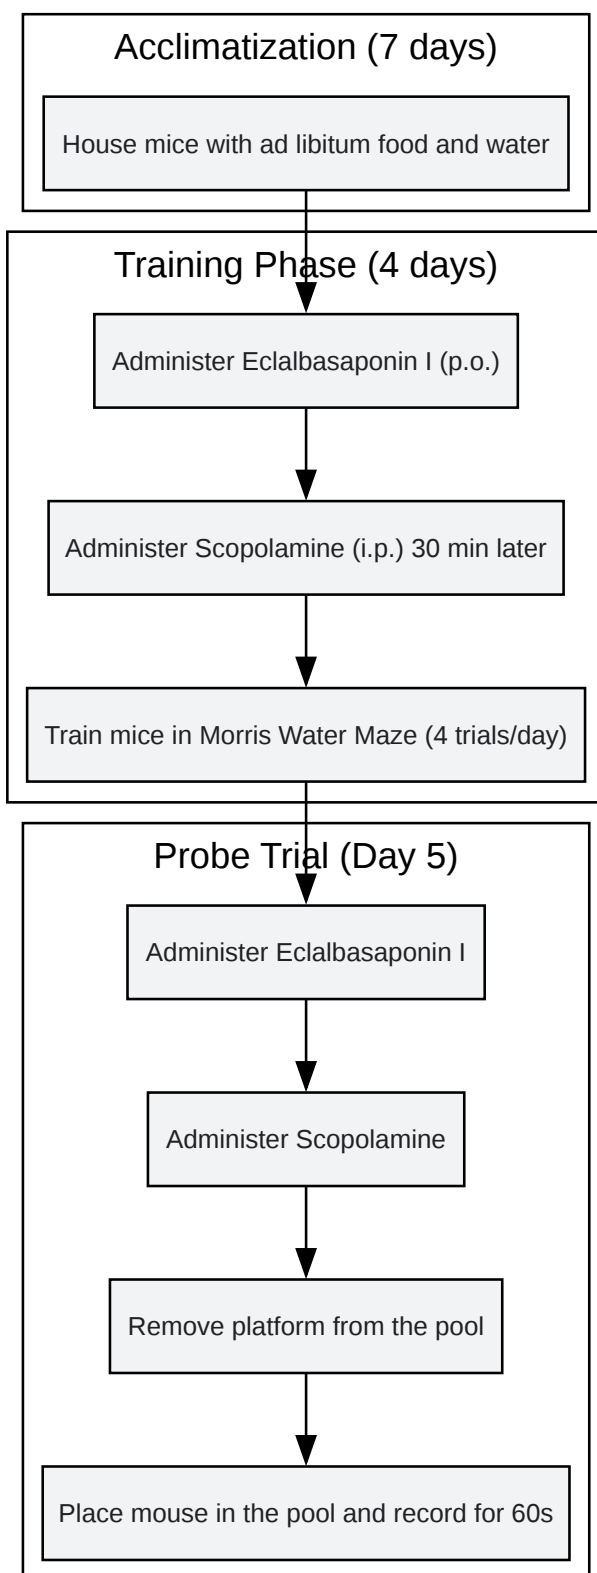 Acclimatization (7 days)
House mice with ad libitum food and water
Training Phase (4 days)
Administer Eclalbasaponin I (p.o.)
Administer Scopolamine (i.p.) 30 min later
Train mice in Morris Water Maze (4 trials/day)
Probe Trial (Day 5)
Administer Eclalbasaponin I
Administer Scopolamine
Remove platform from the pool
Place mouse in the pool and record for 60s